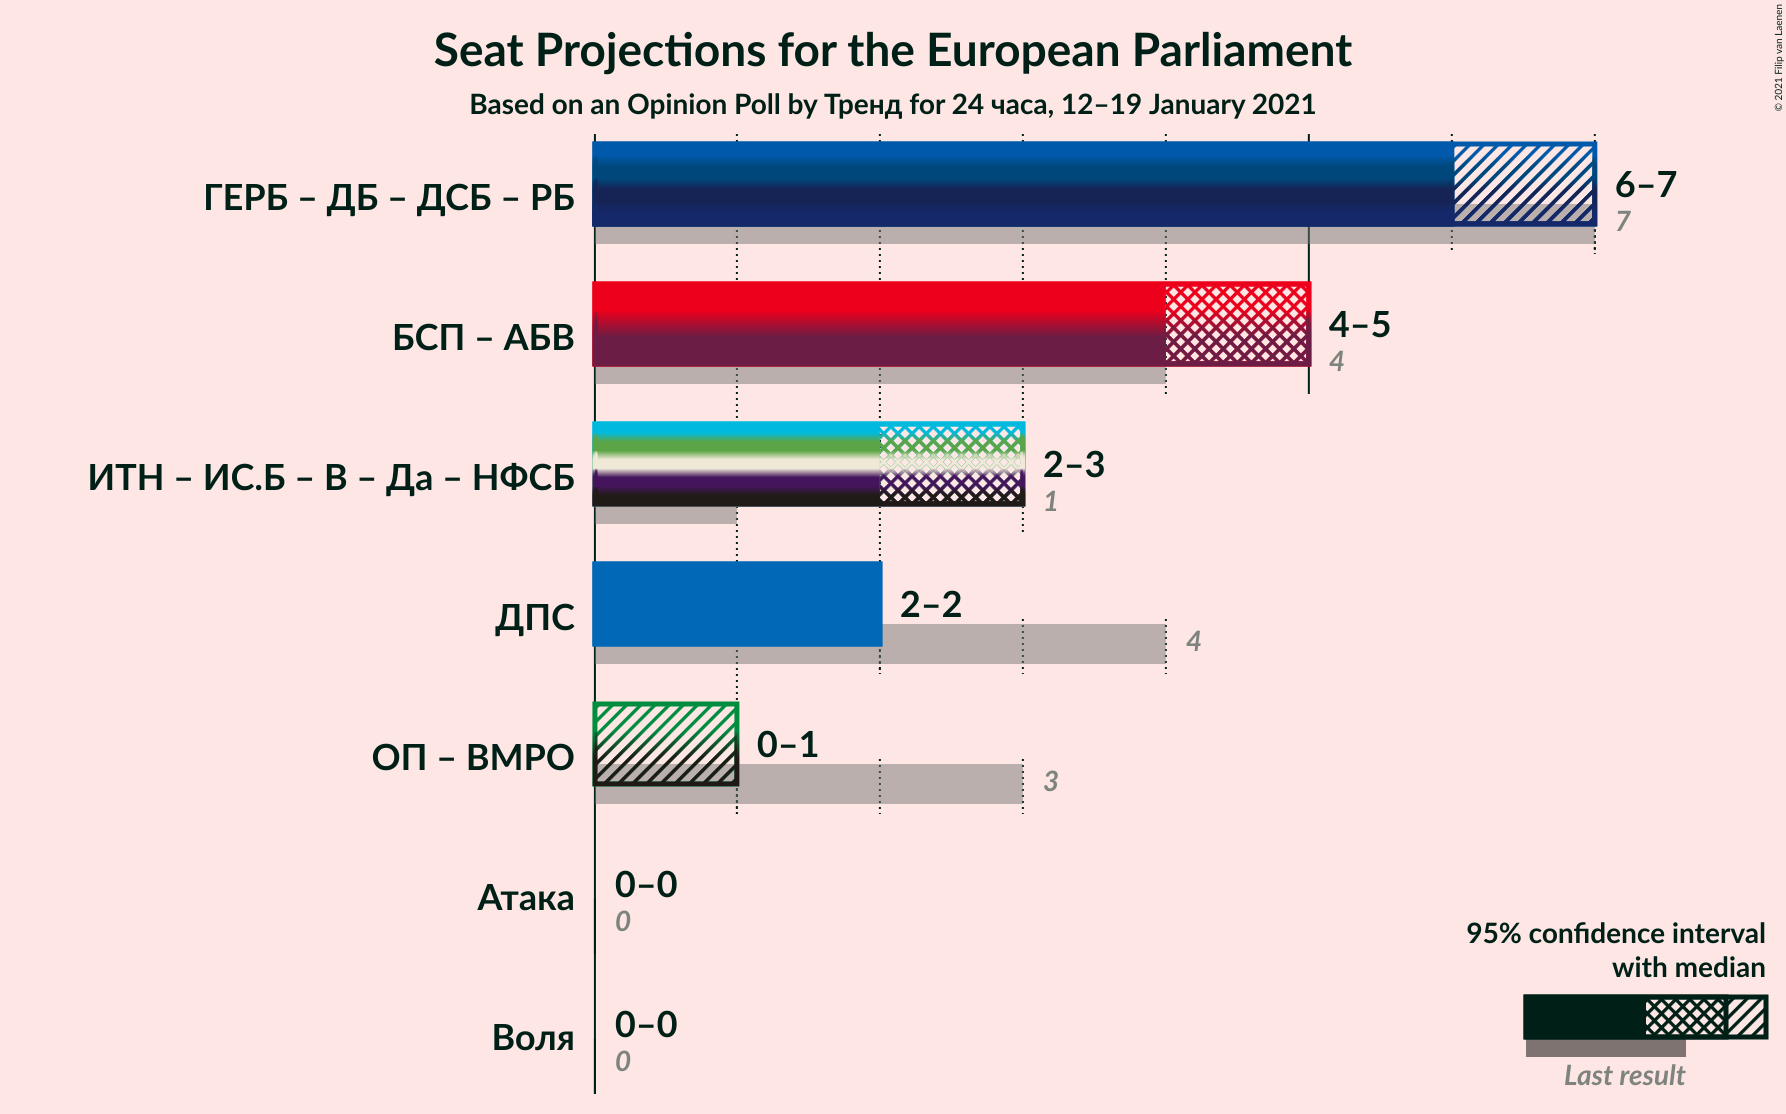 Seat Projections for the European Parliament
Based on an Opinion Poll by Тренд for 24 часа, 12–19 January 2021
© 2021 Filip van Laenen
ГЕРБ – ДБ – ДСБ – РБ
6–7
7
БСП – АБВ
4–5
4
ИТН – ИС.Б – В – Да – НФСБ
2–3
1
ДПС
2–2
4
ОП – ВМРО
0–1
3
Атака
0–0
0
Воля
0–0
0
95% confidence interval
with median
Last result